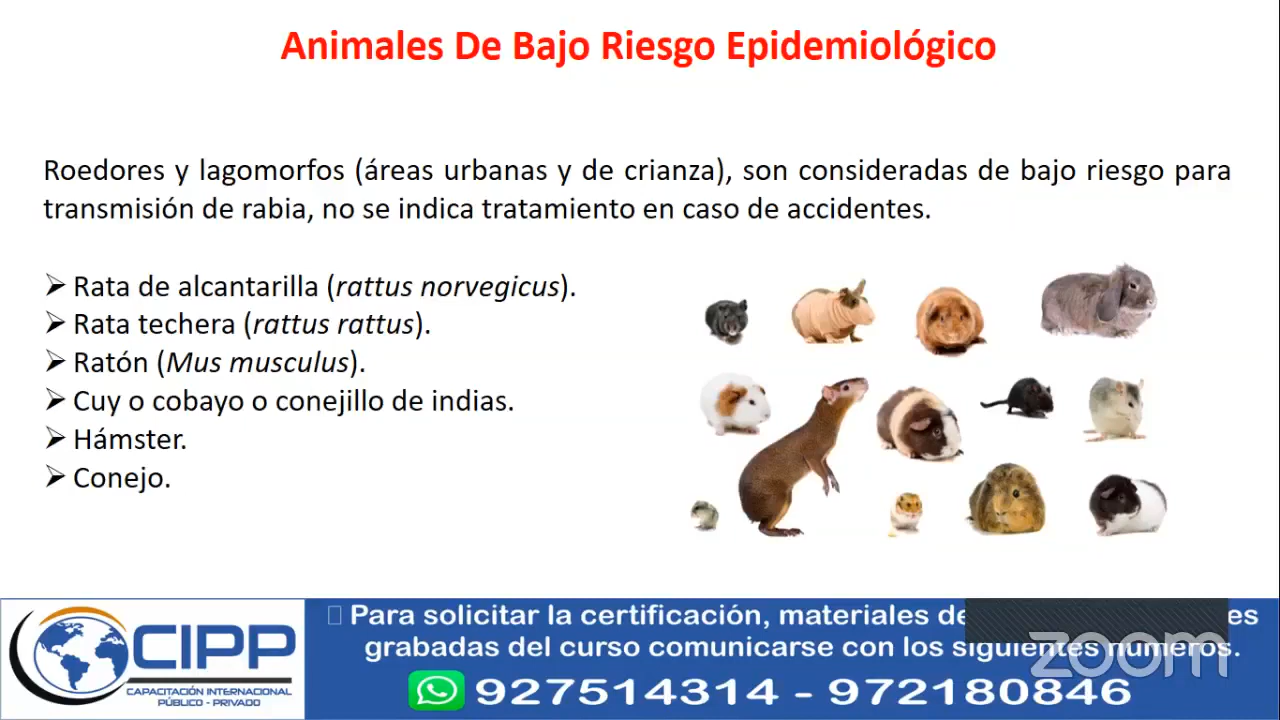 Animales De Bajo Riesgo Epidemiológico
Roedores y lagomorfos (áreas urbanas y de crianza), son consideradas de bajo riesgo para
transmisión de rabia, no se indica tratamiento en caso de accidentes.
➢ Rata de alcantarilla (rattus norvegicus).
➢ Rata techera (rattus rattus).
➢ Ratón (Mus musculus).
➢ Cuy o cobayo o conejillo de indias.
➢ Hámster.
➢ Conejo.
CIPP
CAPACITACIÓN INTERNACIONAL
PÚBLICO - PRIVADO
Para solicitar la certificación, materiales
grabadas del curso comunicarse con los siguientes números.
927514314 - 972180846
zoom